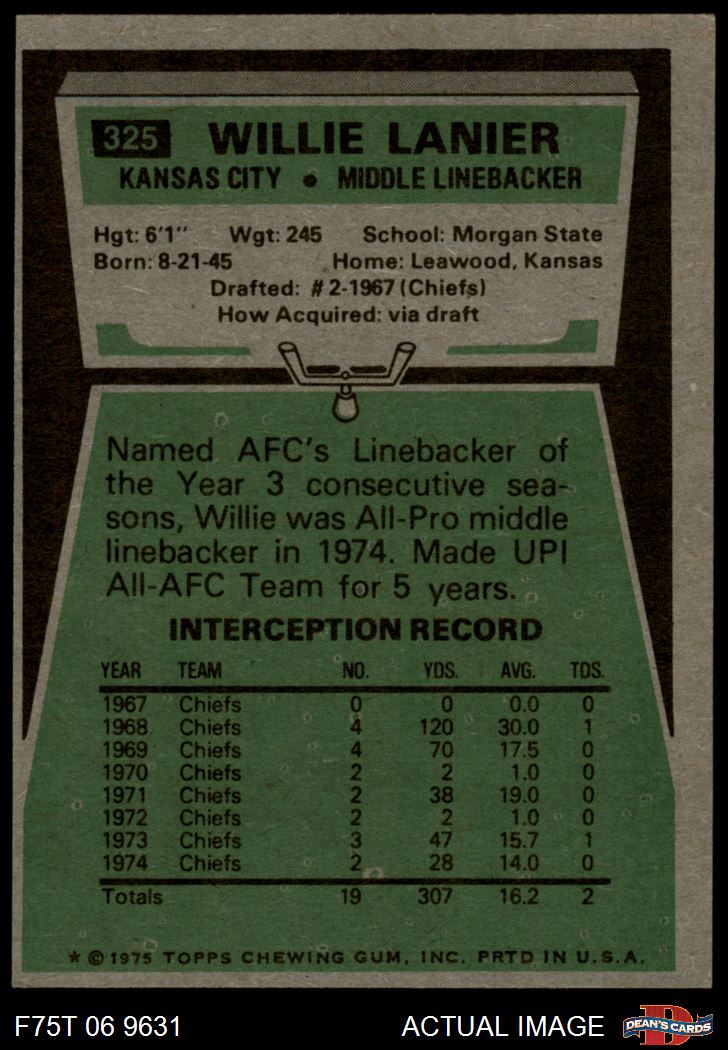 325 WILLIE LANIER
KANSAS CITY • MIDDLE LINEBACKER
Hgt: 6'1" Wgt: 245 School: Morgan State
Born: 8-21-45 Home: Leawood, Kansas
Drafted: #2-1967 (Chiefs)
How Acquired: via draft
Named AFC's Linebacker of
the Year 3 consecutive sea-
sons, Willie was All-Pro middle
linebacker in 1974. Made UPI
All-AFC Team for 5 years.
INTERCEPTION RECORD
YEAR TEAM NO. YDS. AVG. TDS.
1967 Chiefs 0 0 0.0 0
1968 Chiefs 4 120 30.0 1
1969 Chiefs 4 70 17.5 0
1970 Chiefs 2 2 1.0 0
1971 Chiefs 2 38 19.0 0
1972 Chiefs 2 2 1.0 0
1973 Chiefs 3 47 15.7 1
1974 Chiefs 2 28 14.0 0
Totals 19 307 16.2 2
* © 1975 TOPPS CHEWING GUM, INC. PRTD IN U.S.A.
F75T 06 9631 ACTUAL IMAGE D DEAN'S CARDS